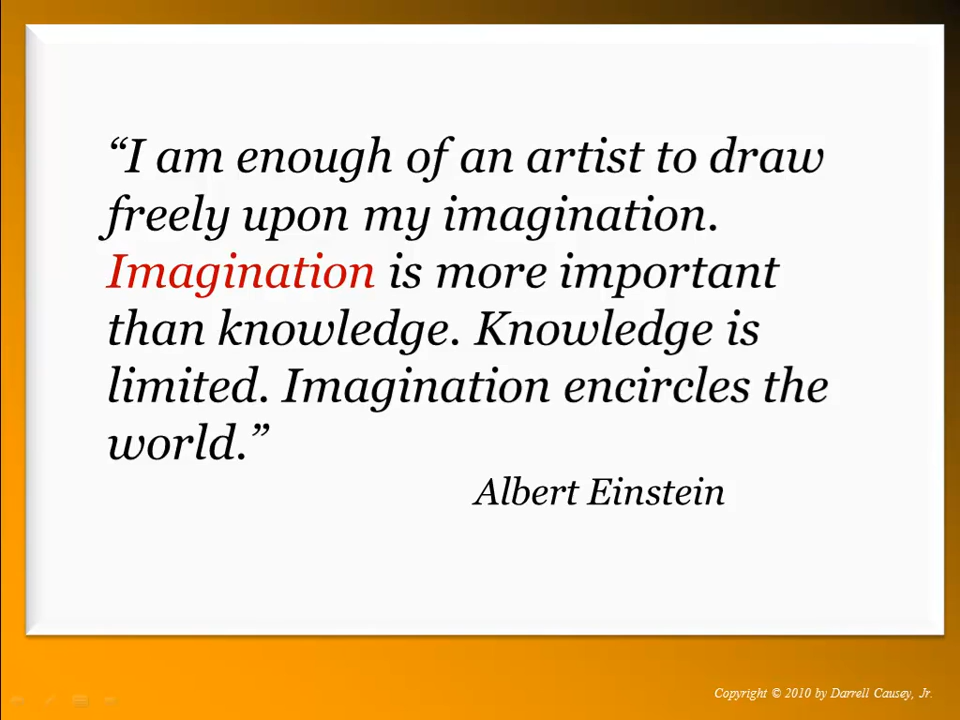 “I am enough of an artist to draw
freely upon my imagination.
Imagination is more important
than knowledge. Knowledge is
limited. Imagination encircles the
world.”
Albert Einstein
Copyright © 2010 by Darrell Causey, Jr.